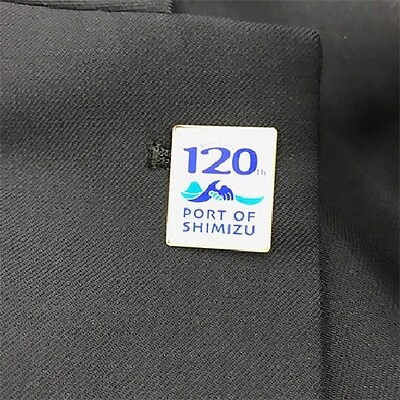 120th
PORT OF
SHIMIZU